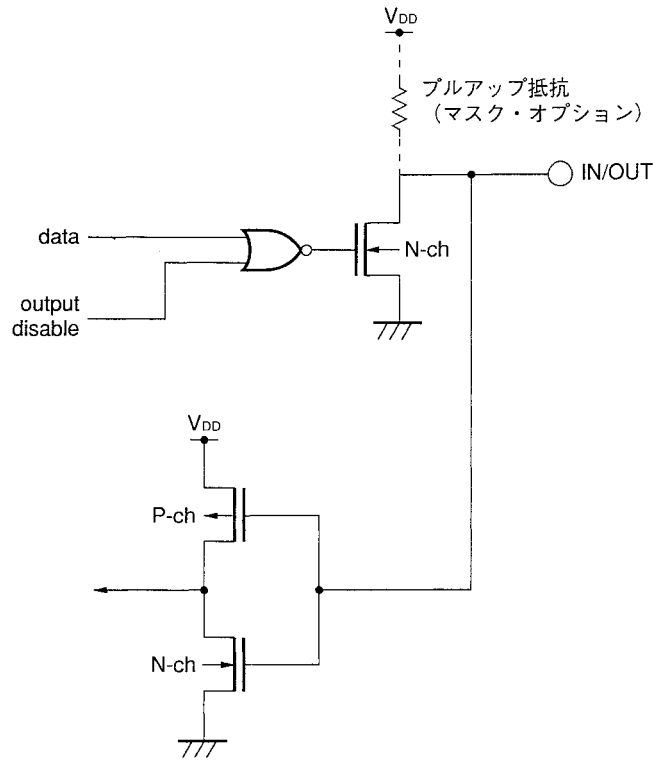 VDD
プルアップ抵抗
(マスク・オプション)
IN/OUT
data
N-ch
output
disable
VDD
P-ch
N-ch